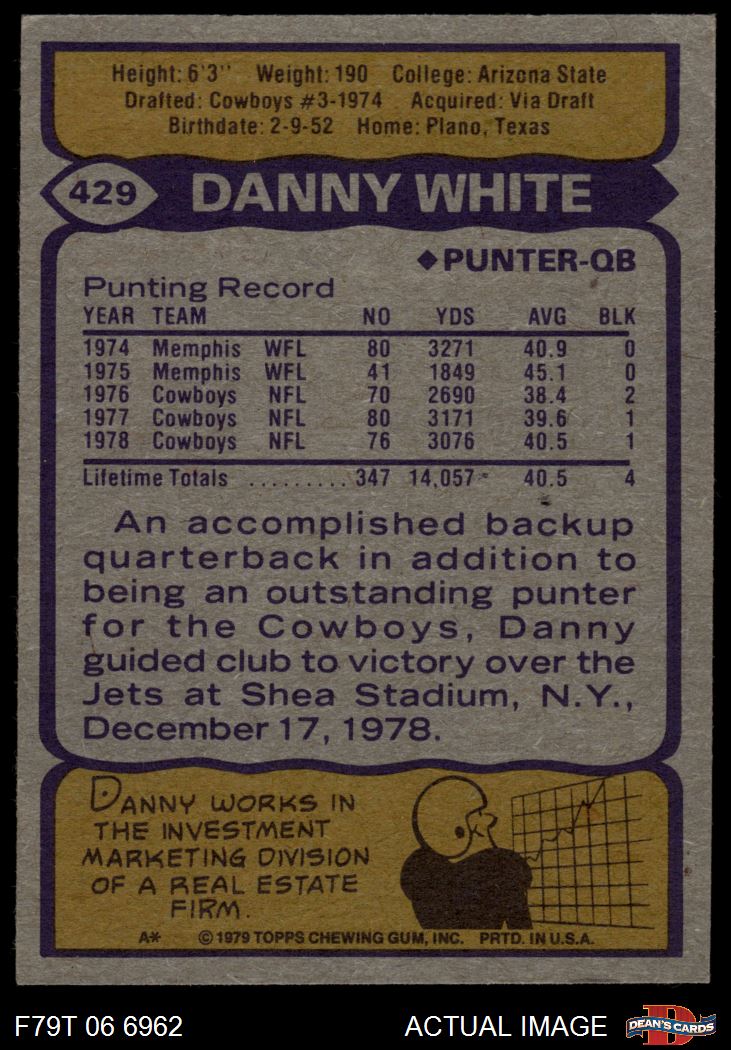 Height: 6'3" Weight: 190 College: Arizona State
Drafted: Cowboys #3-1974 Acquired: Via Draft
Birthdate: 2-9-52 Home: Plano, Texas
429 DANNY WHITE
◆PUNTER-QB
Punting Record
YEAR TEAM NO YDS AVG BLK
1974 Memphis WFL 80 3271 40.9 0
1975 Memphis WFL 41 1849 45.1 0
1976 Cowboys NFL 70 2690 38.4 2
1977 Cowboys NFL 80 3171 39.6 1
1978 Cowboys NFL 76 3076 40.5 1
Lifetime Totals ......... 347 14,057 40.5 4
An accomplished backup
quarterback in addition to
being an outstanding punter
for the Cowboys, Danny
guided club to victory over the
Jets at Shea Stadium, N.Y.,
December 17, 1978.
DANNY WORKS IN
THE INVESTMENT
MARKETING DIVISION
OF A REAL ESTATE
FIRM.
A* © 1979 TOPPS CHEWING GUM, INC. PRTD. IN U.S.A.
F79T 06 6962 ACTUAL IMAGE DEAN'S CARDS